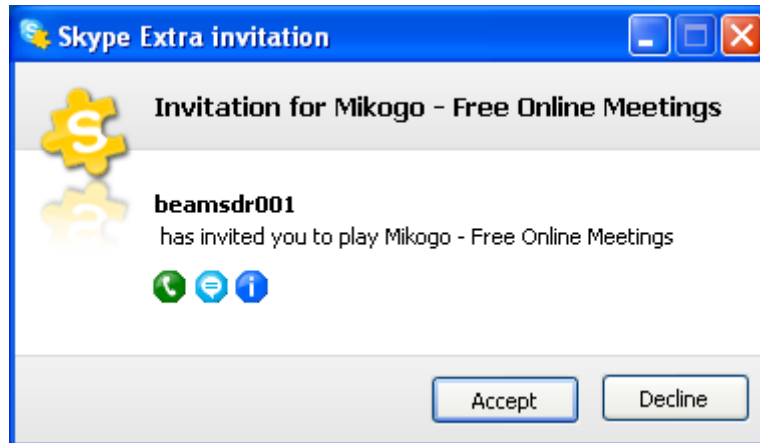 Skype Extra invitation
Invitation for Mikogo - Free Online Meetings
S
beamsdr001
has invited you to play Mikogo - Free Online Meetings
Accept Decline